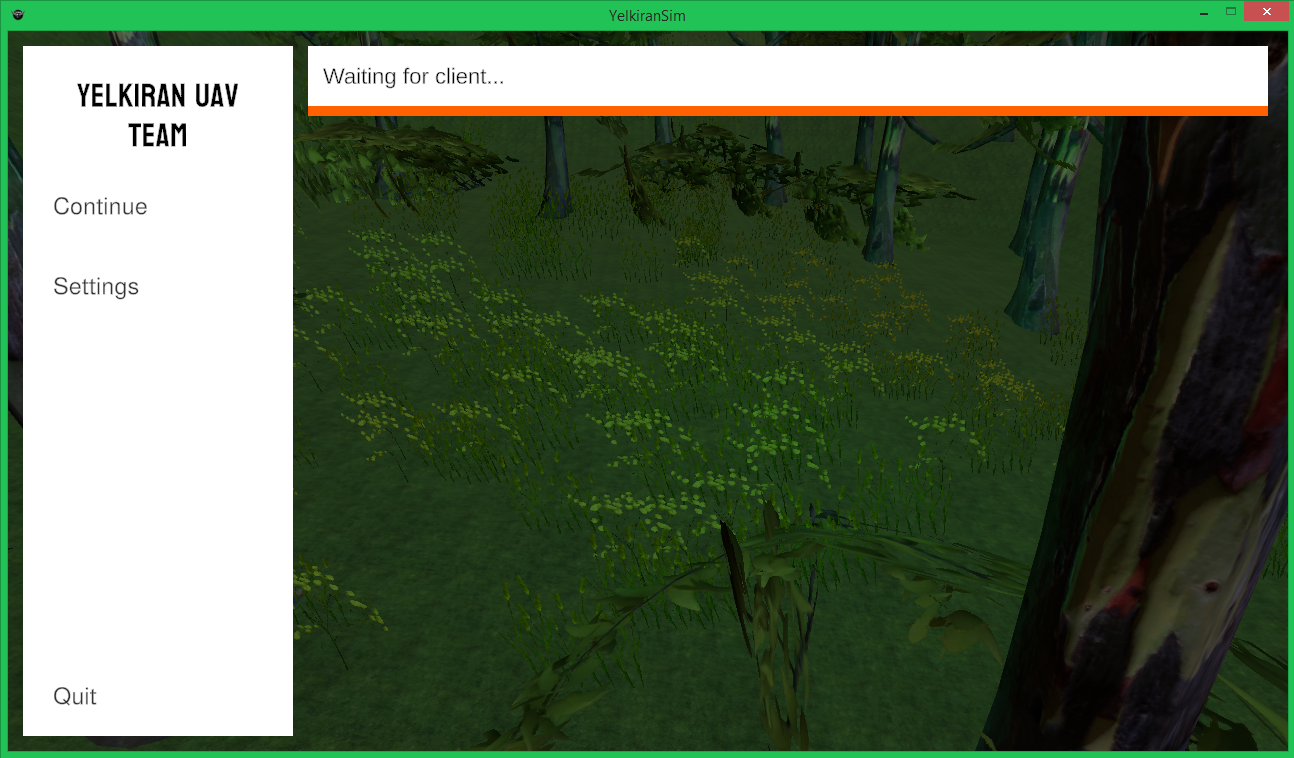 YelkiranSim
YELKIRAN UAV
TEAM
Waiting for client...
Continue
Settings
Quit